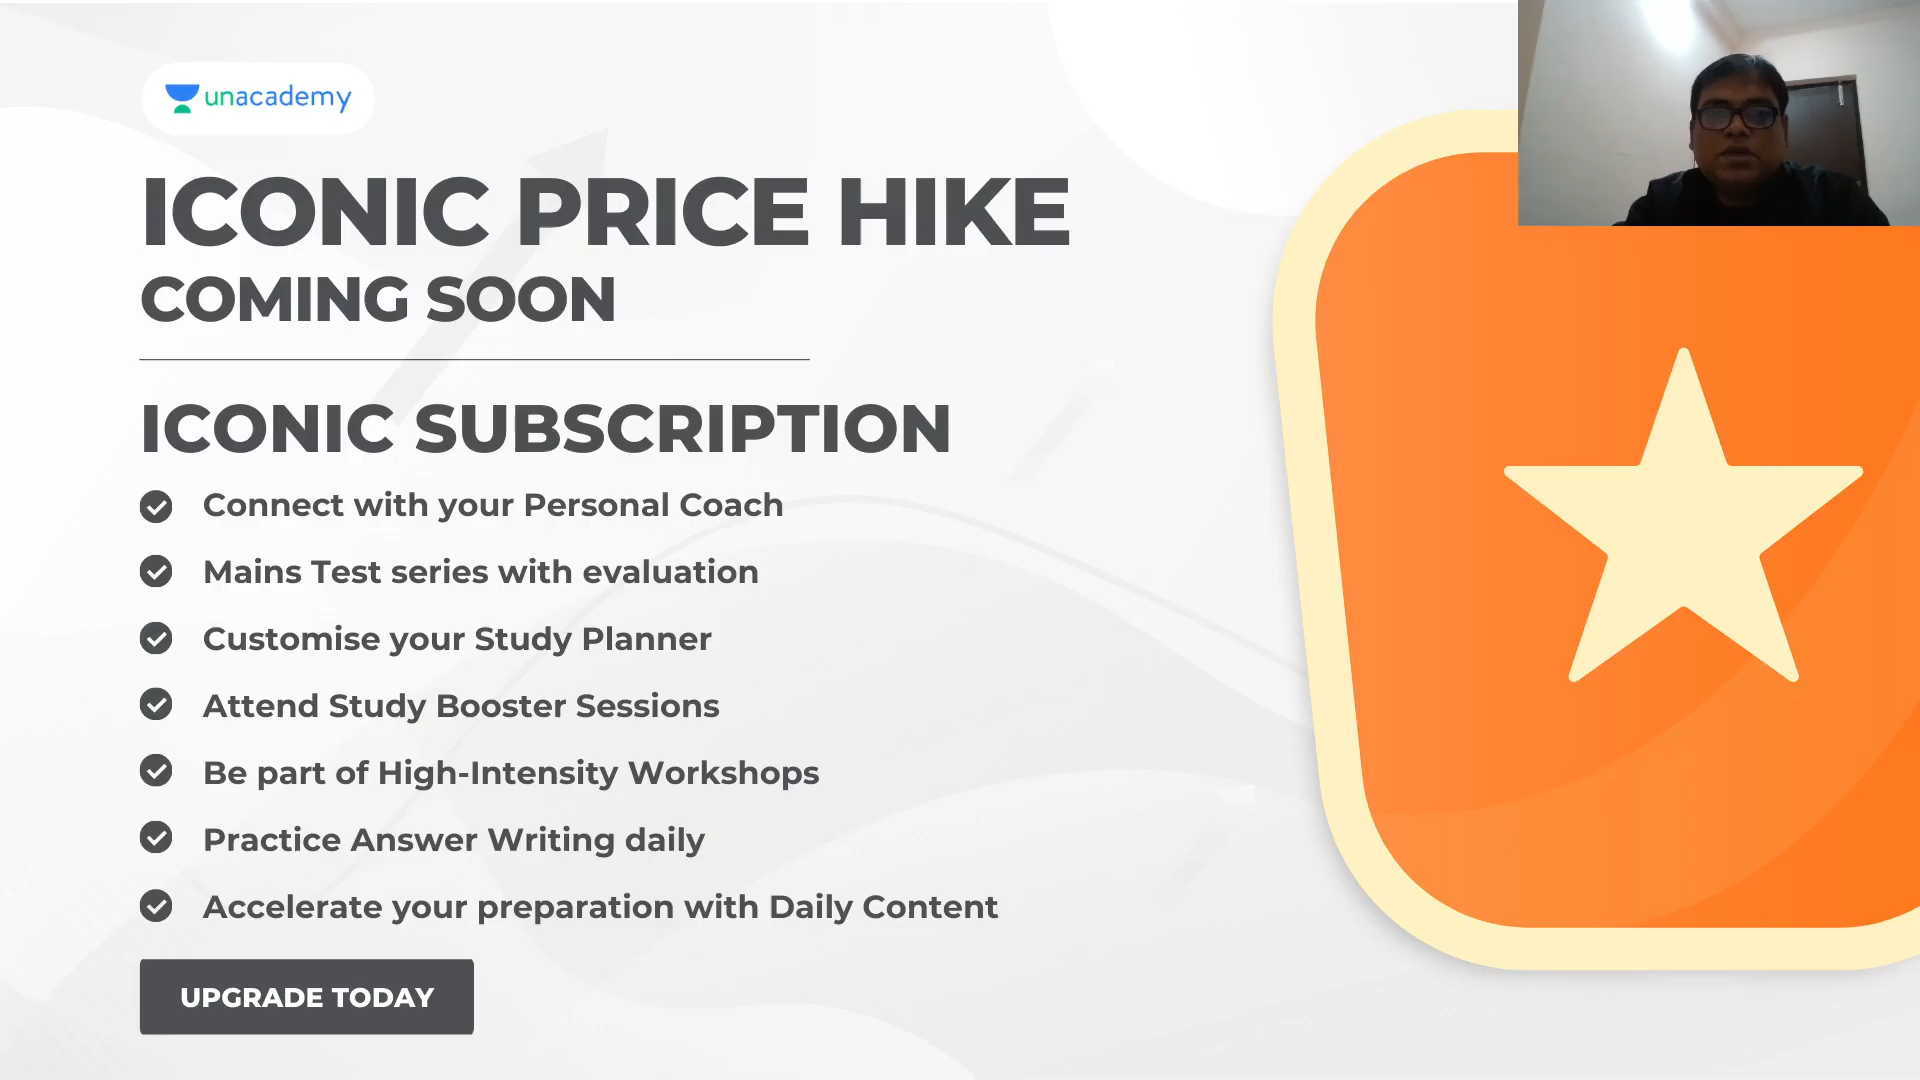 unacademy
ICONIC PRICE HIKE
COMING SOON
ICONIC SUBSCRIPTION
Connect with your Personal Coach
Mains Test series with evaluation
Customise your Study Planner
Attend Study Booster Sessions
Be part of High-Intensity Workshops
Practice Answer Writing daily
Accelerate your preparation with Daily Content
UPGRADE TODAY